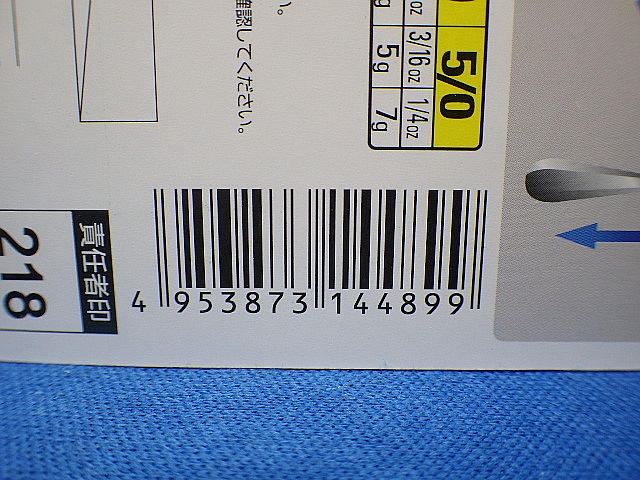 い。
確認してください。
5/0
3/16oz 1/4oz
5g 7g
責任者印
218
4 953873 144899